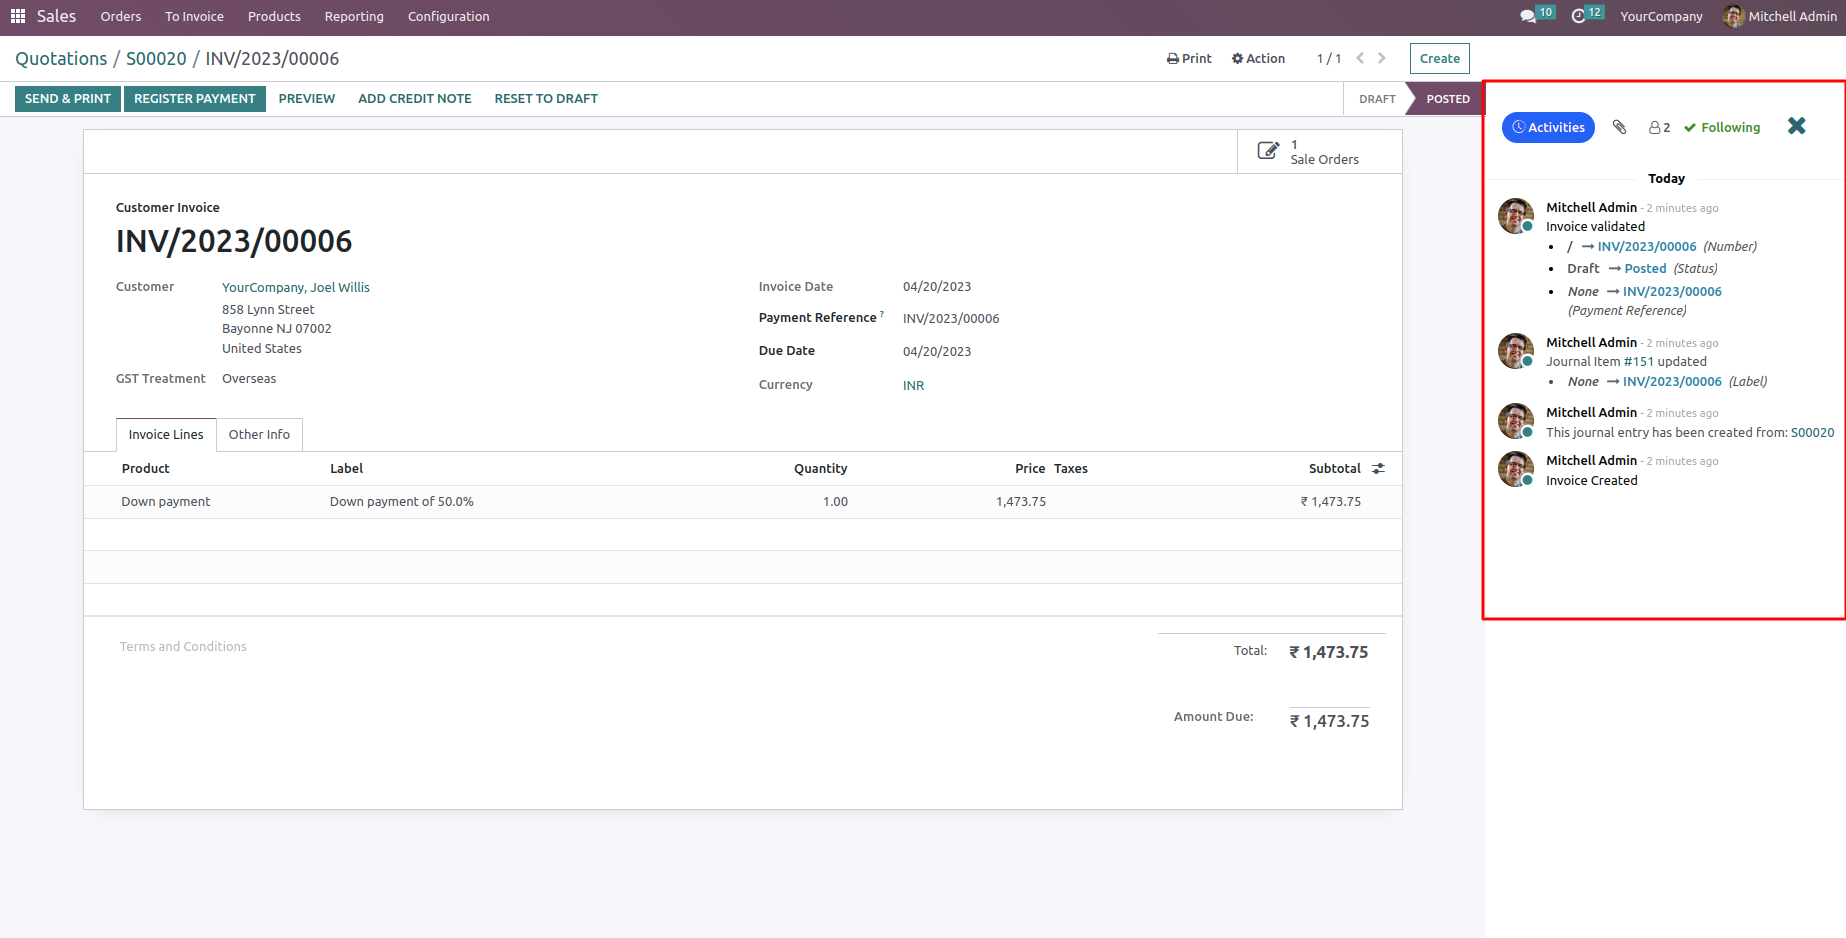 Sales Orders To Invoice Products Reporting Configuration 10 12 YourCompany Mitchell Admin
Quotations / S00020 / INV/2023/00006 Print Action 1 / 1 Create
SEND & PRINT REGISTER PAYMENT PREVIEW ADD CREDIT NOTE RESET TO DRAFT DRAFT POSTED
1
Sale Orders
Customer Invoice
INV/2023/00006
Customer YourCompany, Joel Willis
858 Lynn Street
Bayonne NJ 07002
United States
GST Treatment Overseas
Invoice Date 04/20/2023
Payment Reference ? INV/2023/00006
Due Date 04/20/2023
Currency INR
Invoice Lines Other Info
Product Label Quantity Price Taxes Subtotal
Down payment Down payment of 50.0% 1.00 1,473.75 ₹ 1,473.75
Terms and Conditions
Total: ₹ 1,473.75
Amount Due: ₹ 1,473.75
Activities 2 Following
Today
Mitchell Admin - 2 minutes ago
Invoice validated
• / → INV/2023/00006 (Number)
• Draft → Posted (Status)
• None → INV/2023/00006
(Payment Reference)
Mitchell Admin - 2 minutes ago
Journal Item #151 updated
• None → INV/2023/00006 (Label)
Mitchell Admin - 2 minutes ago
This journal entry has been created from: S00020
Mitchell Admin - 2 minutes ago
Invoice Created